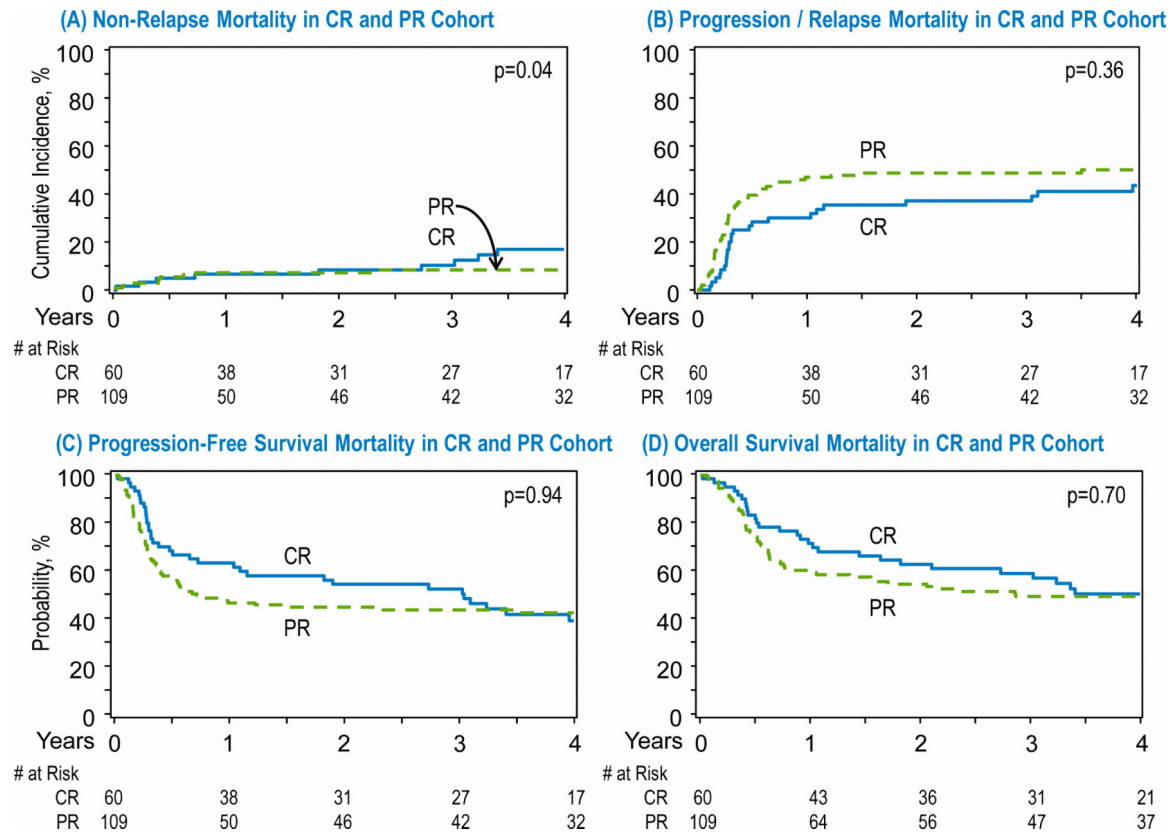 (A) Non-Relapse Mortality in CR and PR Cohort
100
80
60
40
20
0
Cumulative Incidence, %
p=0.04
PR
CR
Years 0 1 2 3 4
# at Risk
CR 60 38 31 27 17
PR 109 50 46 42 32
(B) Progression / Relapse Mortality in CR and PR Cohort
100
80
60
40
20
0
p=0.36
PR
CR
Years 0 1 2 3 4
# at Risk
CR 60 38 31 27 17
PR 109 50 46 42 32
(C) Progression-Free Survival Mortality in CR and PR Cohort
100
80
60
40
20
0
Probability, %
p=0.94
CR
PR
Years 0 1 2 3 4
# at Risk
CR 60 38 31 27 17
PR 109 50 46 42 32
(D) Overall Survival Mortality in CR and PR Cohort
100
80
60
40
20
0
p=0.70
CR
PR
Years 0 1 2 3 4
# at Risk
CR 60 43 36 31 21
PR 109 64 56 47 37